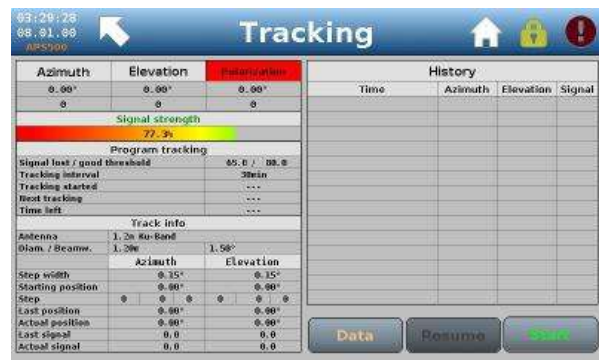 03:29:28
08.01.00
APS500
Tracking
Azimuth Elevation Polarization
0.00° 0.00° 0.00°
0 0 0
Signal strength
77.3%
Program tracking
Signal lost / good threshold 65.0 / 80.0
Tracking interval 30min
Tracking started ---
Next tracking ---
Time left ---
Track info
Antenna 1.2m Ku-Band
Diam. / Beamw. 1.20m 1.50°
Azimuth Elevation
Step width 0.15° 0.15°
Starting position 0.00° 0.00°
Step 0 0 0 0 0 0
Last position 0.00° 0.00°
Actual position 0.00° 0.00°
Last signal 0.0 0.0
Actual signal 0.0 0.0
History
Time Azimuth Elevation Signal
Data Resume Start